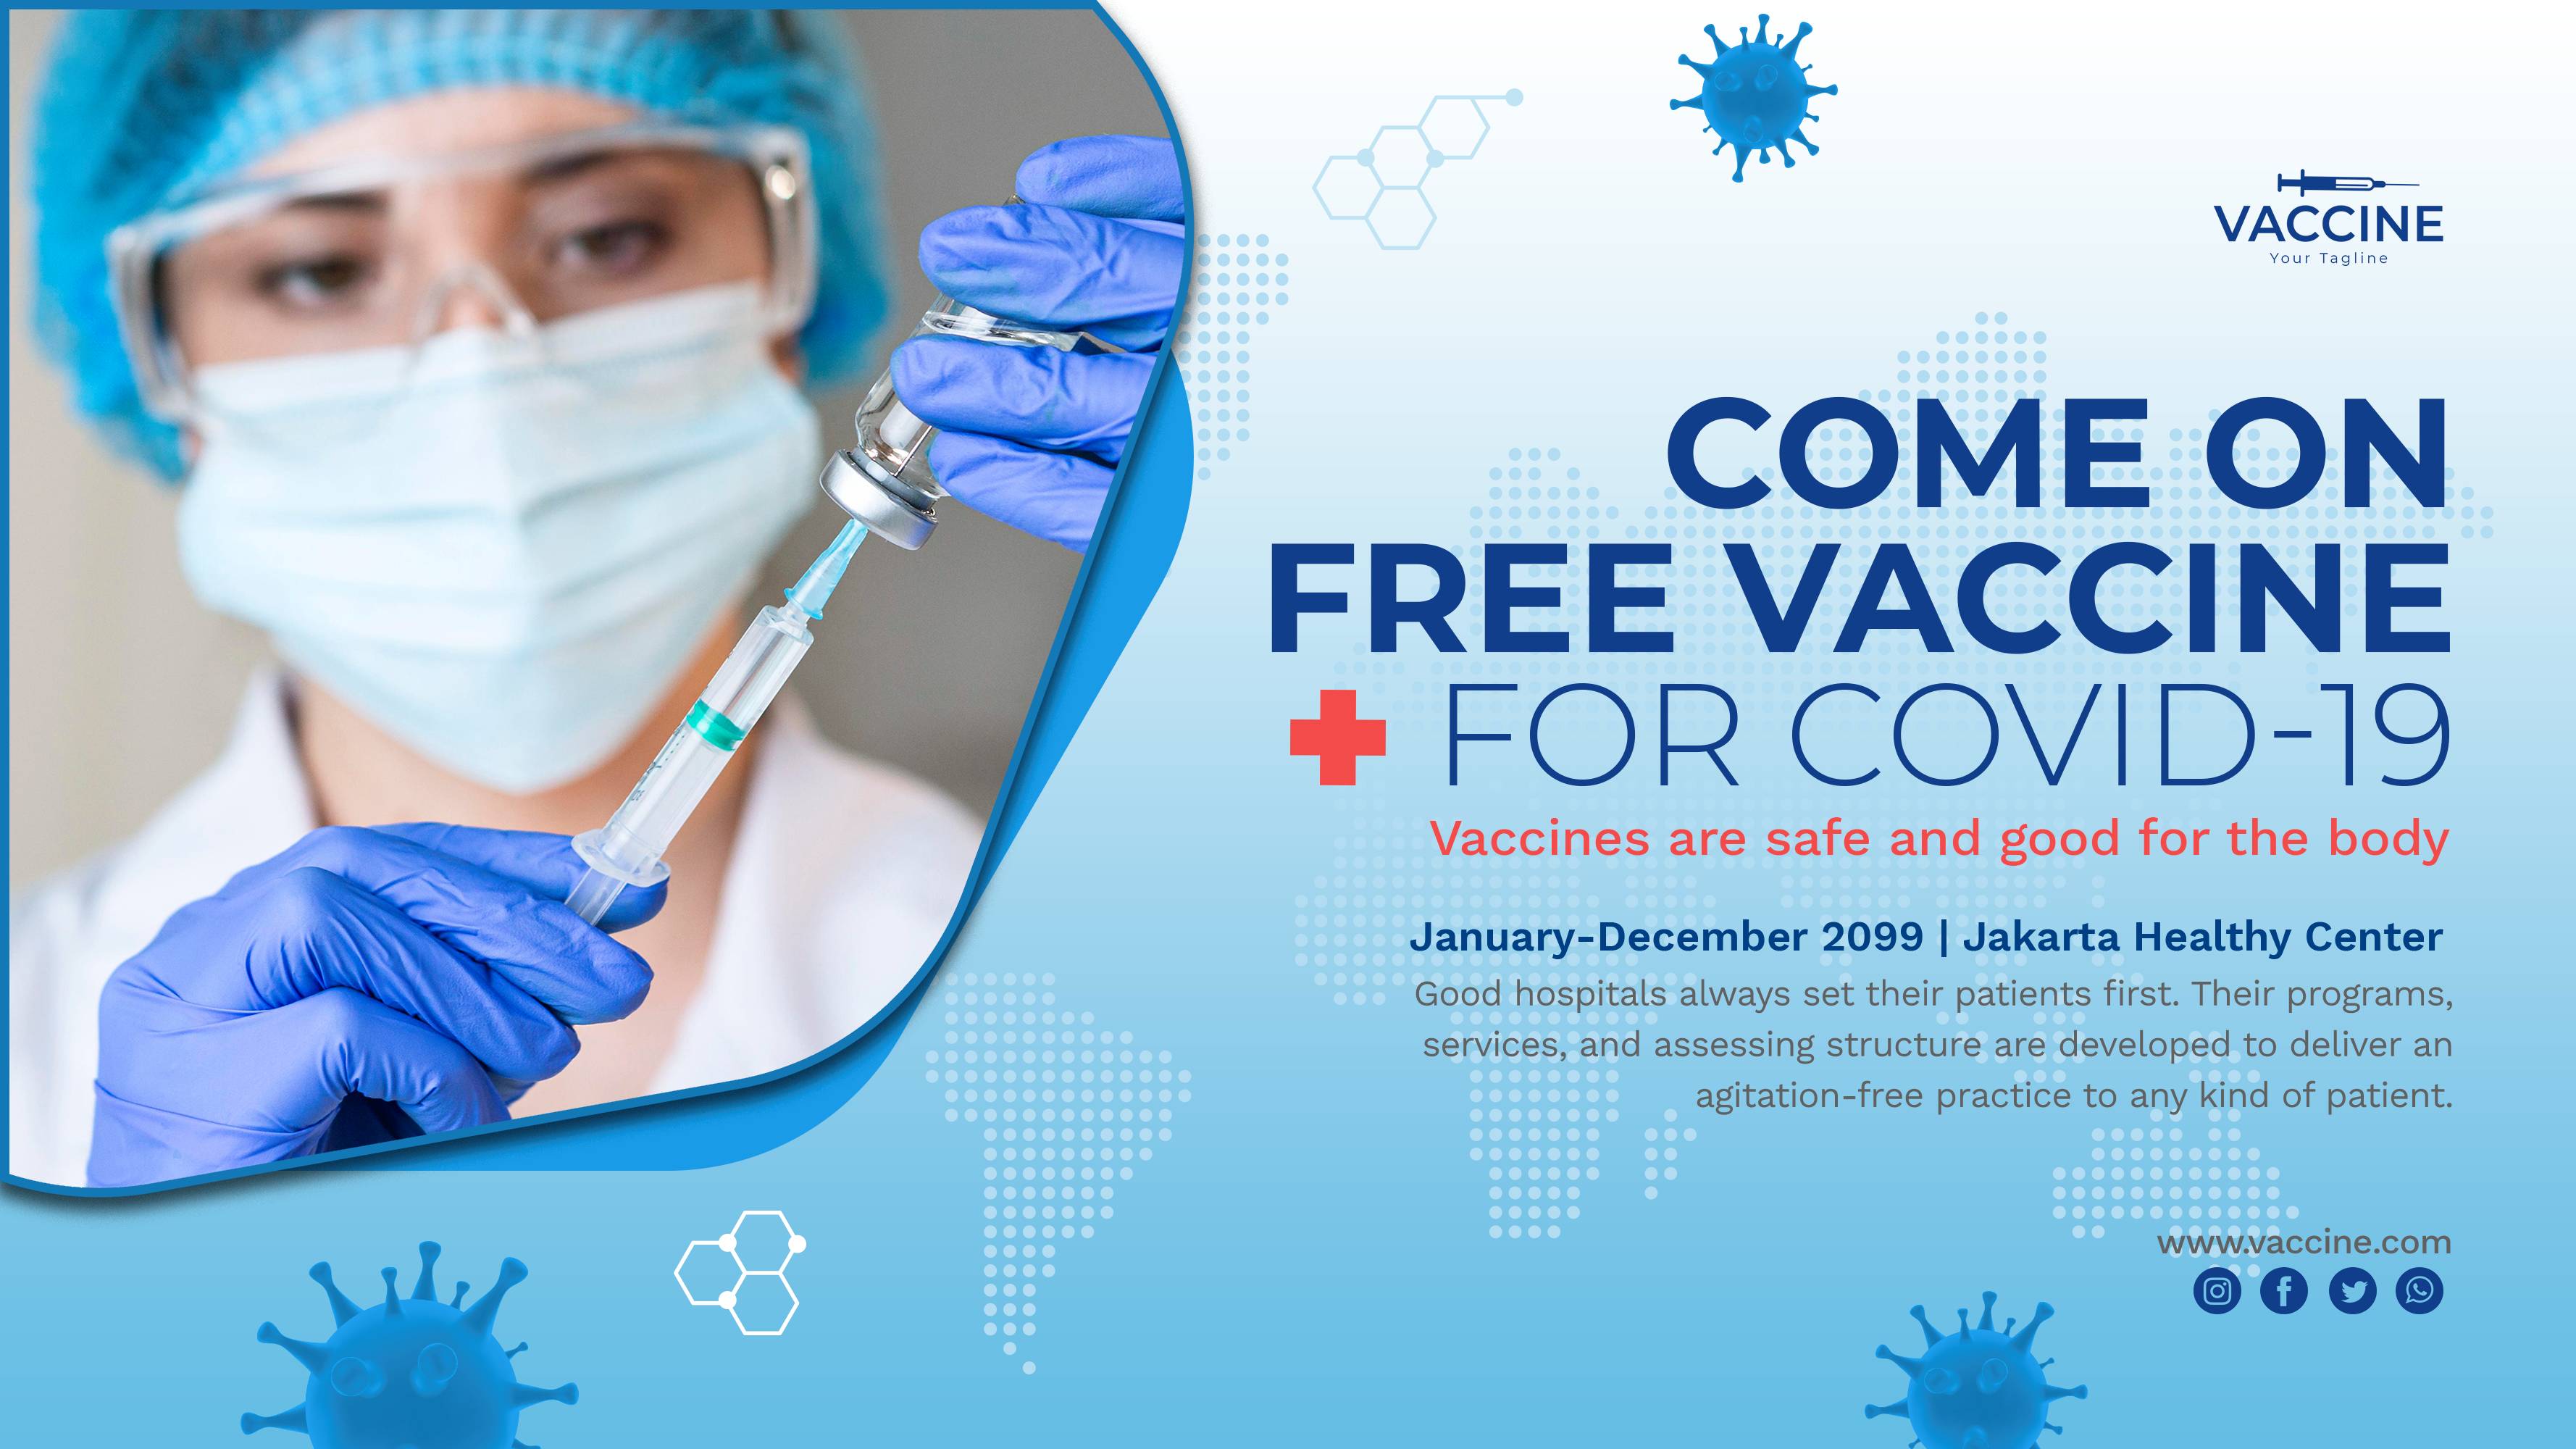 VACCINE
Your Tagline
COME ON
FREE VACCINE
FOR COVID-19
Vaccines are safe and good for the body
January-December 2099 | Jakarta Healthy Center
Good hospitals always set their patients first. Their programs,
services, and assessing structure are developed to deliver an
agitation-free practice to any kind of patient.
www.vaccine.com